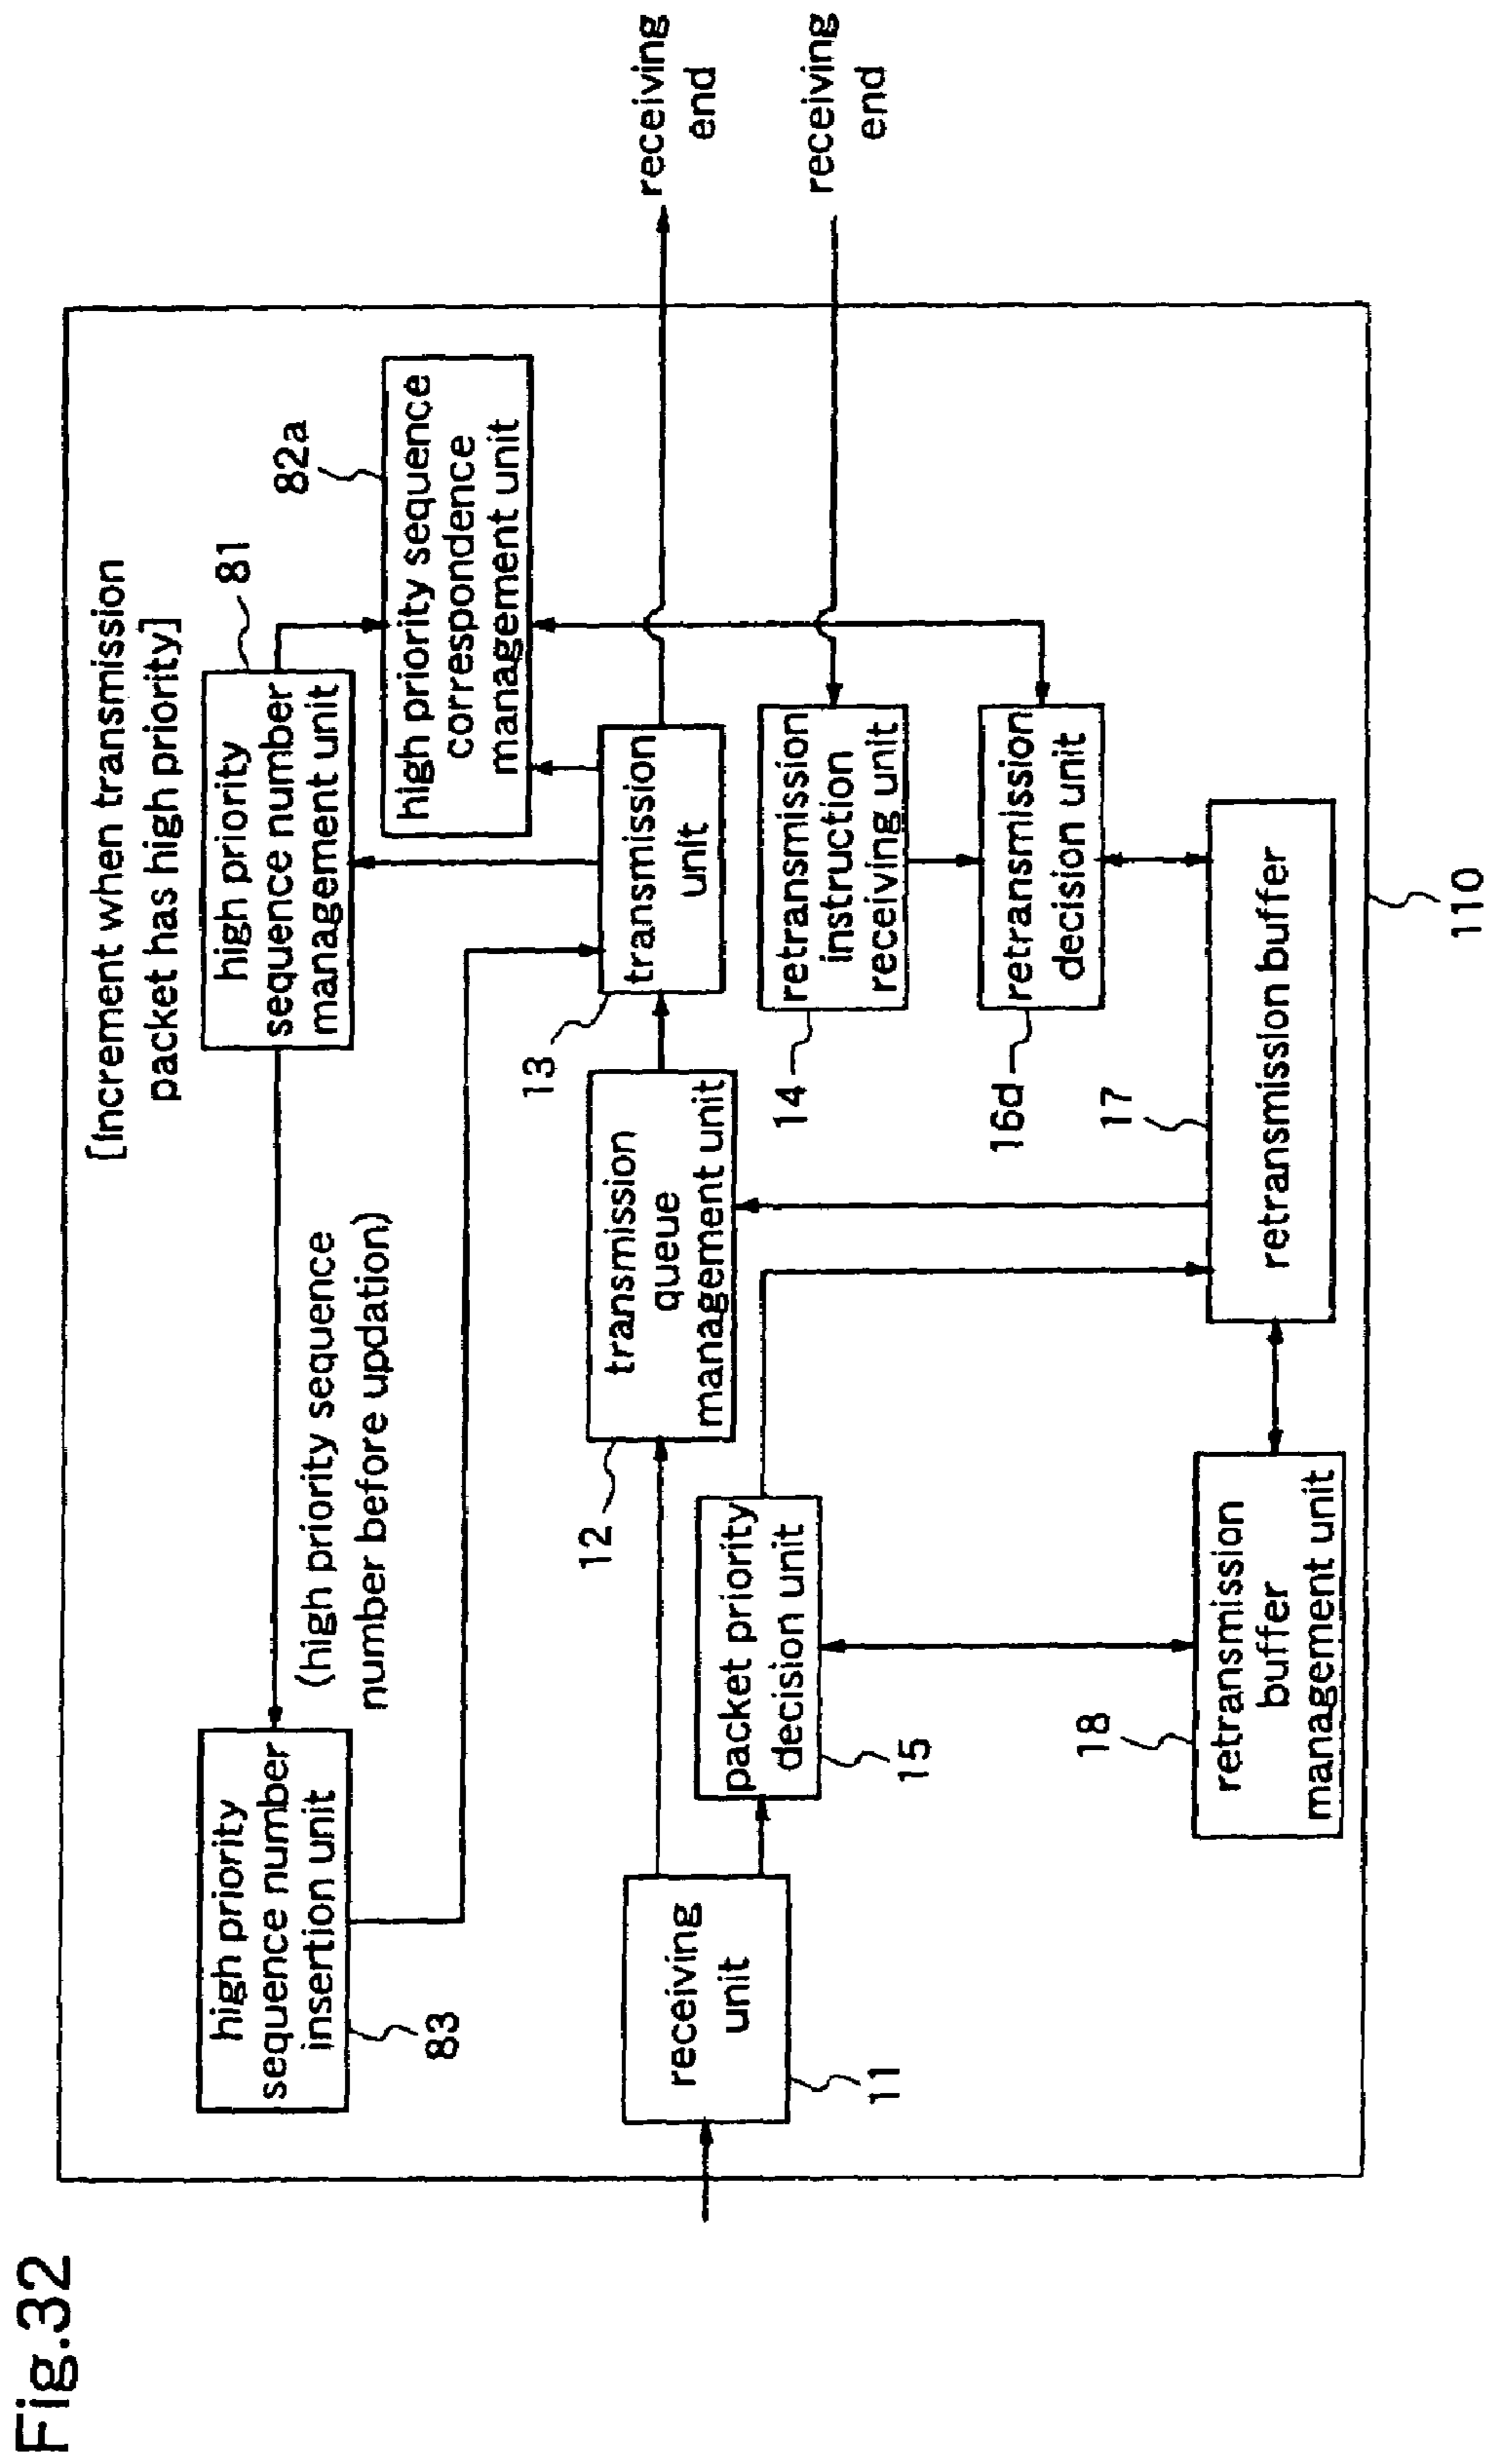 Fig.32
[Increment when transmission
packet has high priority]
high priority
sequence number
insertion unit
83
(high priority sequence
number before updation)
high priority
sequence number
management unit
81
high priority sequence
correspondence
management unit
82a
receiving
unit
11
transmission
queue
management unit
12
transmission
unit
13
receiving
end
receiving
end
packet priority
decision unit
15
retransmission
instruction
receiving unit
14
retransmission
decision unit
16d
retransmission
buffer
management unit
18
retransmission buffer
17
110